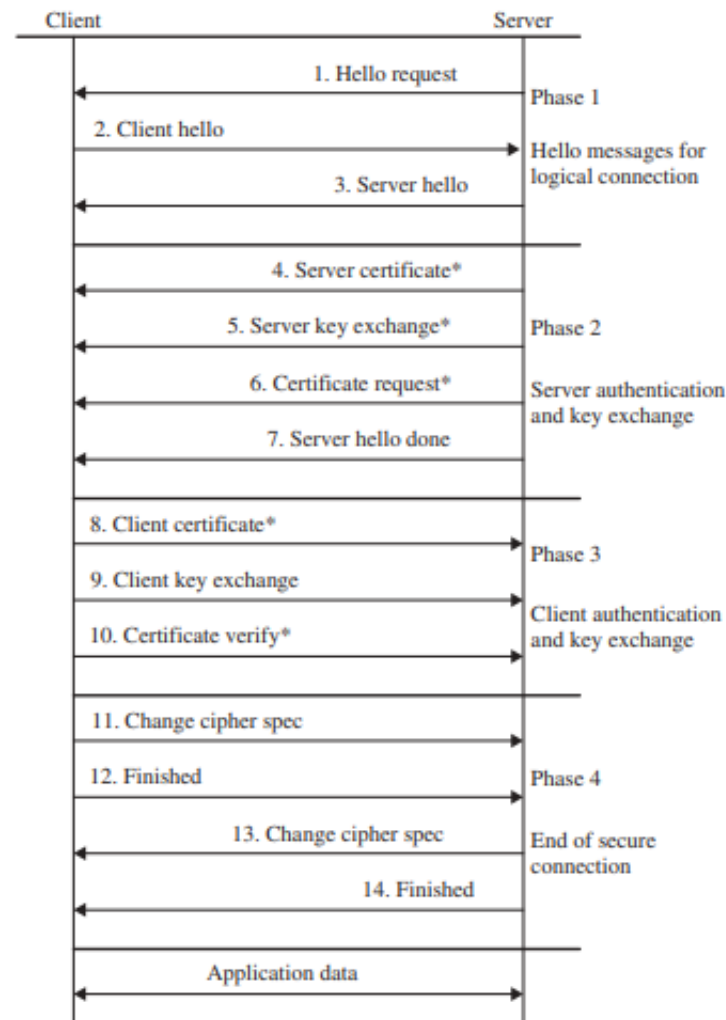 Client
Server
1. Hello request
Phase 1
2. Client hello
Hello messages for
logical connection
3. Server hello
4. Server certificate*
5. Server key exchange*
Phase 2
6. Certificate request*
Server authentication
and key exchange
7. Server hello done
8. Client certificate*
Phase 3
9. Client key exchange
Client authentication
and key exchange
10. Certificate verify*
11. Change cipher spec
12. Finished
Phase 4
13. Change cipher spec
End of secure
connection
14. Finished
Application data